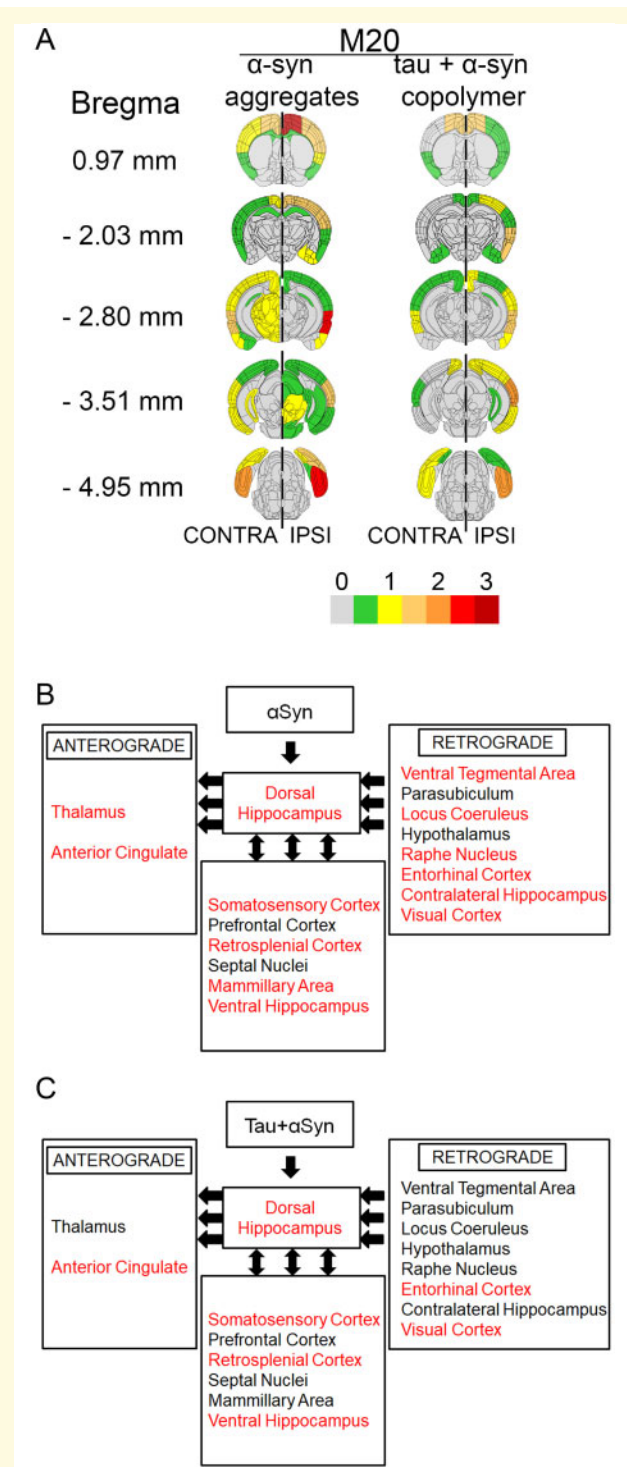 A
M20
α-syn
aggregates
tau + α-syn
copolymer
Bregma
0.97 mm
- 2.03 mm
- 2.80 mm
- 3.51 mm
- 4.95 mm
CONTRA IPSI
CONTRA IPSI
0 1 2 3
B
αSyn
ANTEROGRADE
Thalamus
Anterior Cingulate
Dorsal
Hippocampus
RETROGRADE
Ventral Tegmental Area
Parasubiculum
Locus Coeruleus
Hypothalamus
Raphe Nucleus
Entorhinal Cortex
Contralateral Hippocampus
Visual Cortex
Somatosensory Cortex
Prefrontal Cortex
Retrosplenial Cortex
Septal Nuclei
Mammillary Area
Ventral Hippocampus
C
Tau+αSyn
ANTEROGRADE
Thalamus
Anterior Cingulate
Dorsal
Hippocampus
RETROGRADE
Ventral Tegmental Area
Parasubiculum
Locus Coeruleus
Hypothalamus
Raphe Nucleus
Entorhinal Cortex
Contralateral Hippocampus
Visual Cortex
Somatosensory Cortex
Prefrontal Cortex
Retrosplenial Cortex
Septal Nuclei
Mammillary Area
Ventral Hippocampus